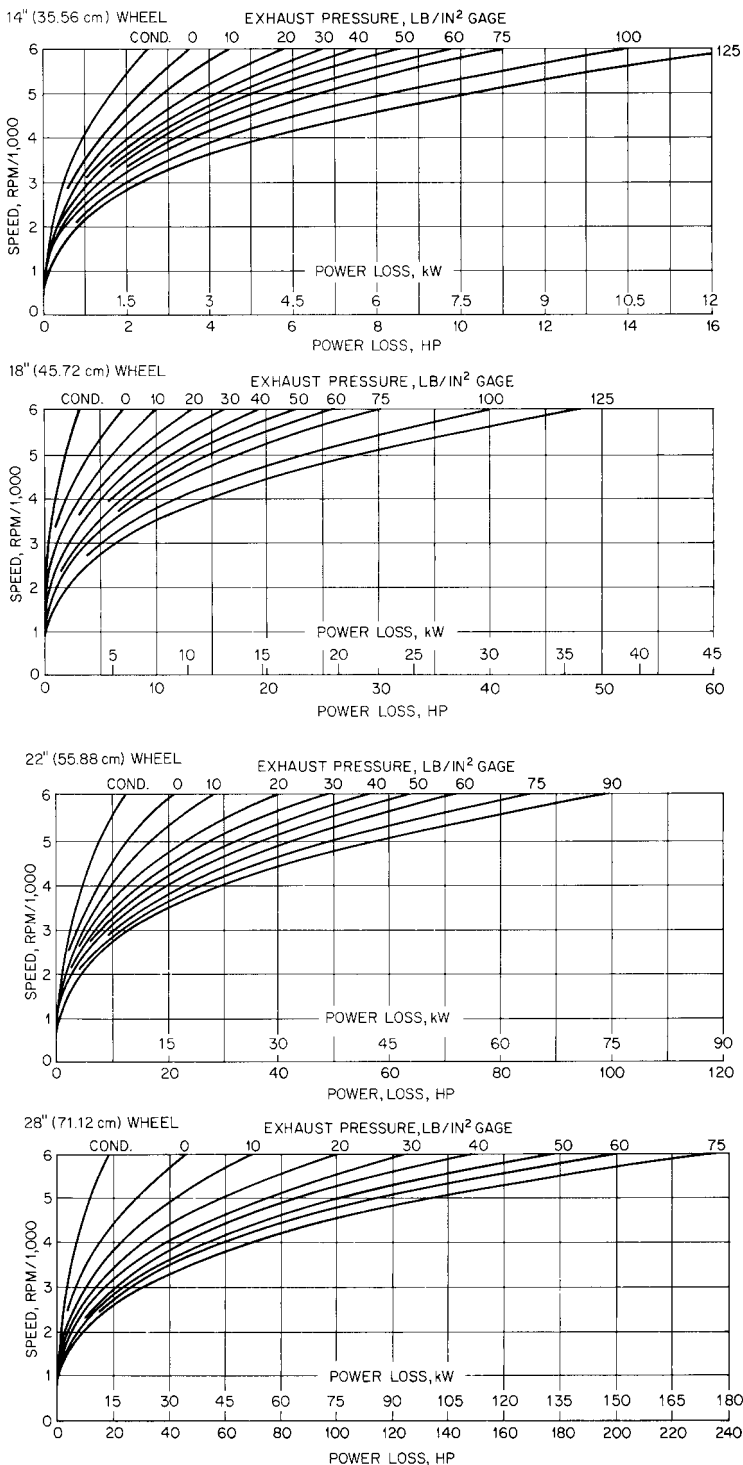 14" (35.56 cm) WHEEL
EXHAUST PRESSURE, LB/IN² GAGE
COND. 0 10 20 30 40 50 60 75 100
125
6
5
4
3
2
1
0
SPEED, RPM/1,000
POWER LOSS, kW
1.5 3 4.5 6 7.5 9 10.5 12
0 2 4 6 8 10 12 14 16
POWER LOSS, HP
18" (45.72 cm) WHEEL
EXHAUST PRESSURE, LB/IN² GAGE
COND. 0 10 20 30 40 50 60 75 100 125
6
5
4
3
2
1
0
SPEED, RPM/1,000
POWER LOSS, kW
5 10 15 20 25 30 35 40 45
0 10 20 30 40 50 60
POWER LOSS, HP
22" (55.88 cm) WHEEL
EXHAUST PRESSURE, LB/IN² GAGE
COND. 0 10 20 30 40 50 60 75 90
6
5
4
3
2
1
0
SPEED, RPM/1,000
POWER LOSS, kW
15 30 45 60 75 90
0 20 40 60 80 100 120
POWER, LOSS, HP
28" (71.12 cm) WHEEL
EXHAUST PRESSURE, LB/IN² GAGE
COND. 0 10 20 30 40 50 60 75
6
5
4
3
2
1
0
SPEED, RPM/1,000
POWER LOSS, kW
15 30 45 60 75 90 105 120 135 150 165 180
0 20 40 60 80 100 120 140 160 180 200 220 240
POWER LOSS, HP